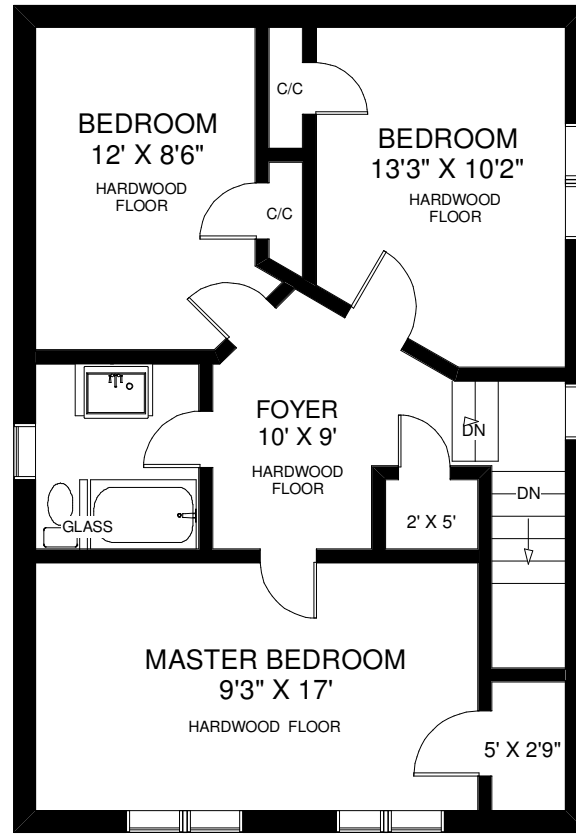 C/C
BEDROOM
12' X 8'6"
HARDWOOD
FLOOR
BEDROOM
13'3" X 10'2"
HARDWOOD
FLOOR
C/C
FOYER
10' X 9'
HARDWOOD
FLOOR
DN
DN
2' X 5'
GLASS
MASTER BEDROOM
9'3" X 17'
HARDWOOD FLOOR
5' X 2'9"